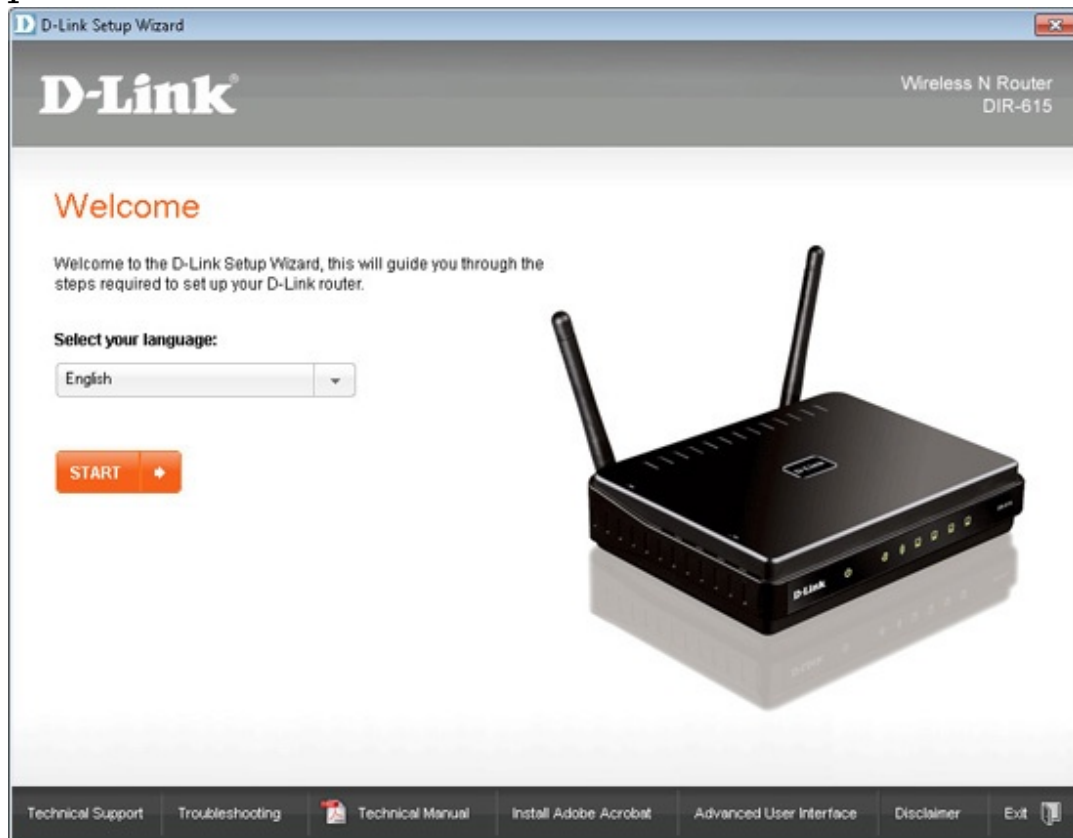 D-Link Setup Wizard
D-Link®
Wireless N Router
DIR-615
Welcome
Welcome to the D-Link Setup Wizard, this will guide you through the
steps required to set up your D-Link router.
Select your language:
English
START
D-Link
D-Link
Technical Support Troubleshooting Technical Manual Install Adobe Acrobat Advanced User Interface Disclaimer Exit